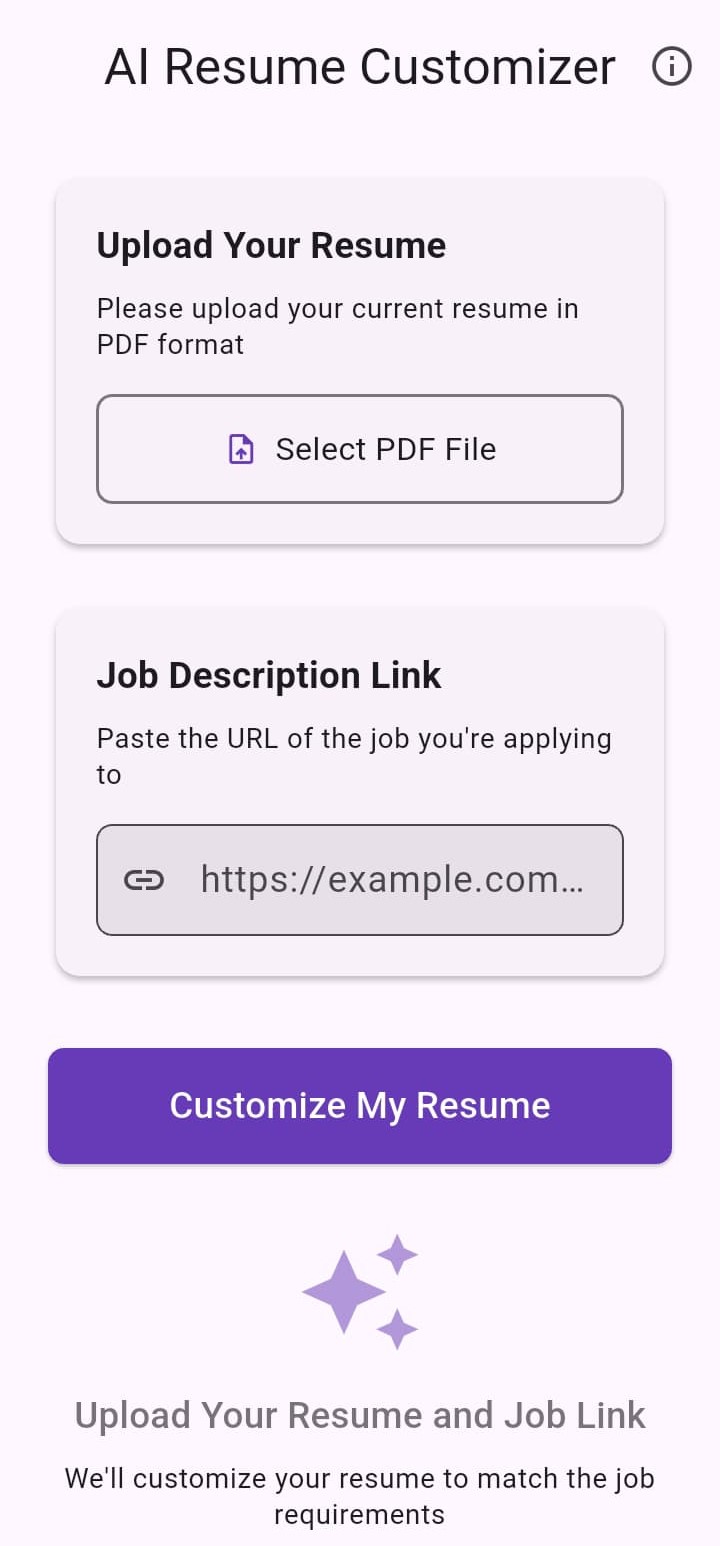 AI Resume Customizer
Upload Your Resume
Please upload your current resume in
PDF format
Select PDF File
Job Description Link
Paste the URL of the job you're applying
to
https://example.com…
Customize My Resume
Upload Your Resume and Job Link
We'll customize your resume to match the job
requirements